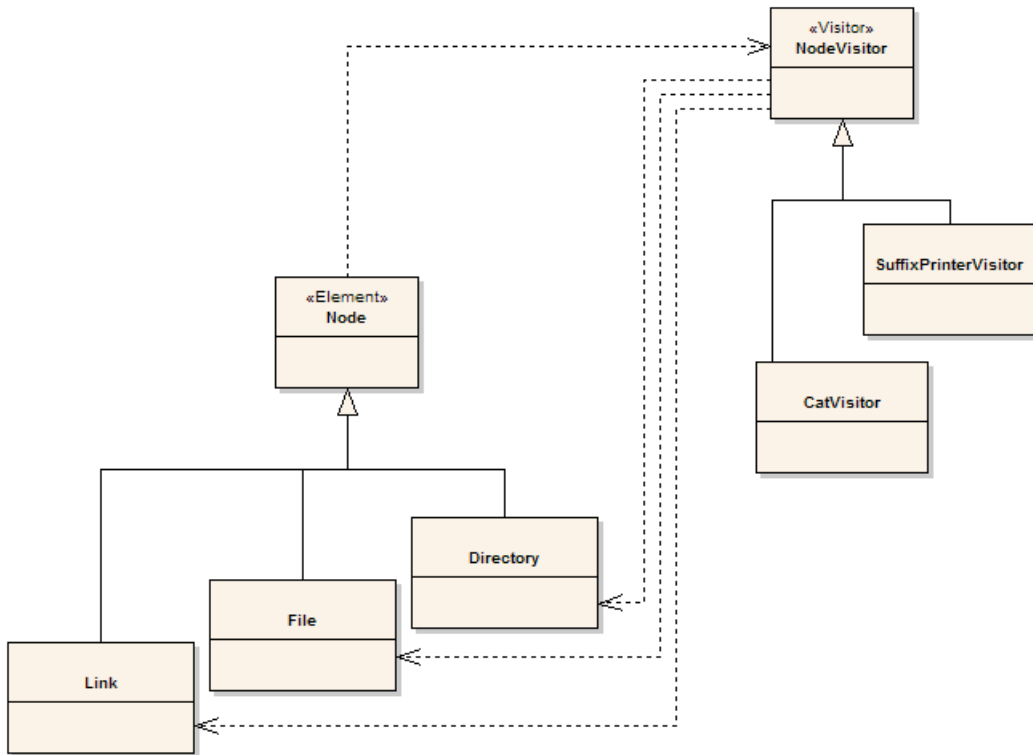 «Visitor»
NodeVisitor
SuffixPrinterVisitor
«Element»
Node
CatVisitor
Directory
File
Link